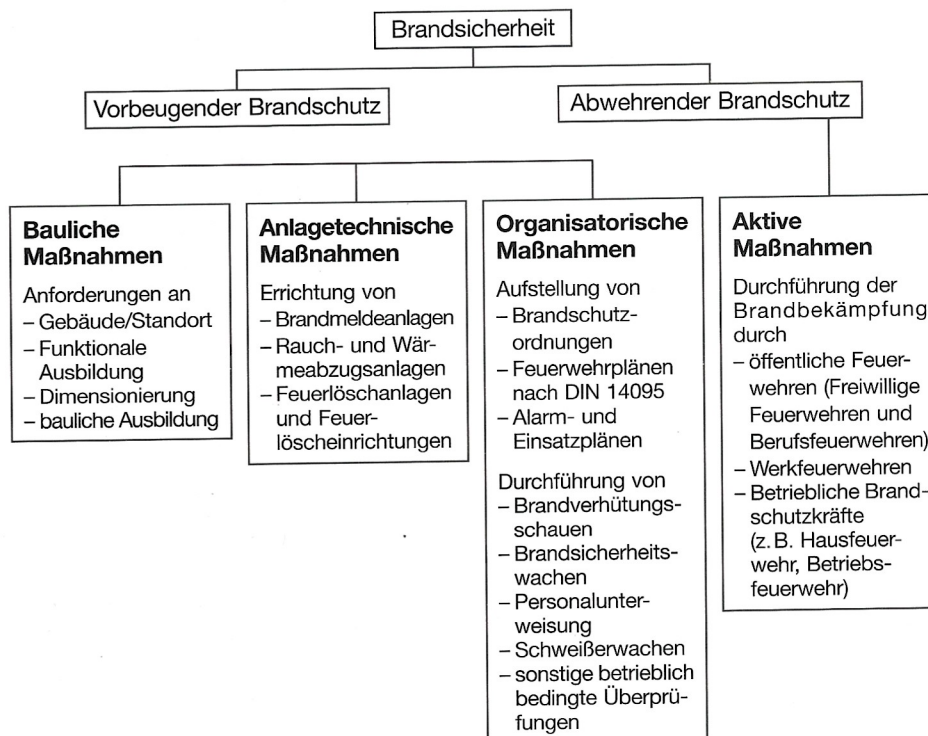 Brandsicherheit
Vorbeugender Brandschutz
Abwehrender Brandschutz
Bauliche
Maßnahmen
Anforderungen an
– Gebäude/Standort
– Funktionale
Ausbildung
– Dimensionierung
– bauliche Ausbildung
Anlagetechnische
Maßnahmen
Errichtung von
– Brandmeldeanlagen
– Rauch- und Wär-
meabzugsanlagen
– Feuerlöschanlagen
und Feuer-
löscheinrichtungen
Organisatorische
Maßnahmen
Aufstellung von
– Brandschutz-
ordnungen
– Feuerwehrplänen
nach DIN 14095
– Alarm- und
Einsatzplänen
Durchführung von
– Brandverhütungs-
schauen
– Brandsicherheits-
wachen
– Personalunter-
weisung
– Schweißerwachen
– sonstige betrieblich
bedingte Überprü-
fungen
Aktive
Maßnahmen
Durchführung der
Brandbekämpfung
durch
– öffentliche Feuer-
wehren (Freiwillige
Feuerwehren und
Berufsfeuerwehren)
– Werkfeuerwehren
– Betriebliche Brand-
schutzkräfte
(z. B. Hausfeuer-
wehr, Betriebs-
feuerwehr)